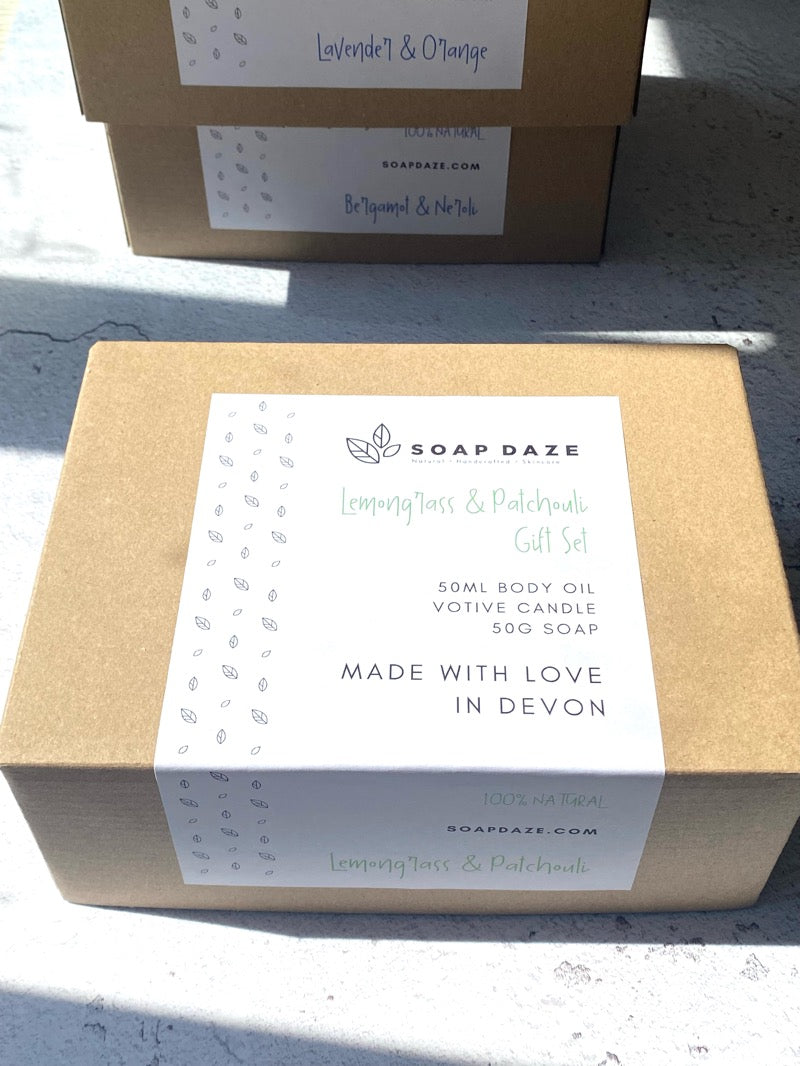 Lavender & Orange
100% NATURAL
SOAPDAZE.COM
Bergamot & Neroli
SOAP DAZE
Natural • Handcrafted • Skincare
Lemongrass & Patchouli
Gift Set
50ML BODY OIL
VOTIVE CANDLE
50G SOAP
MADE WITH LOVE
IN DEVON
100% NATURAL
SOAPDAZE.COM
Lemongrass & Patchouli